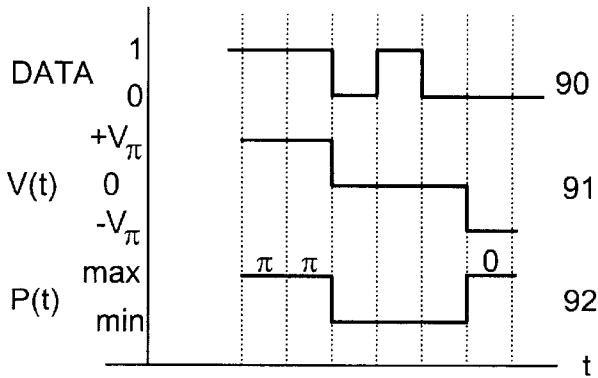 1
DATA
0
90
+Vπ
V(t) 0
91
-Vπ
π π 0
max
P(t)
92
min
t